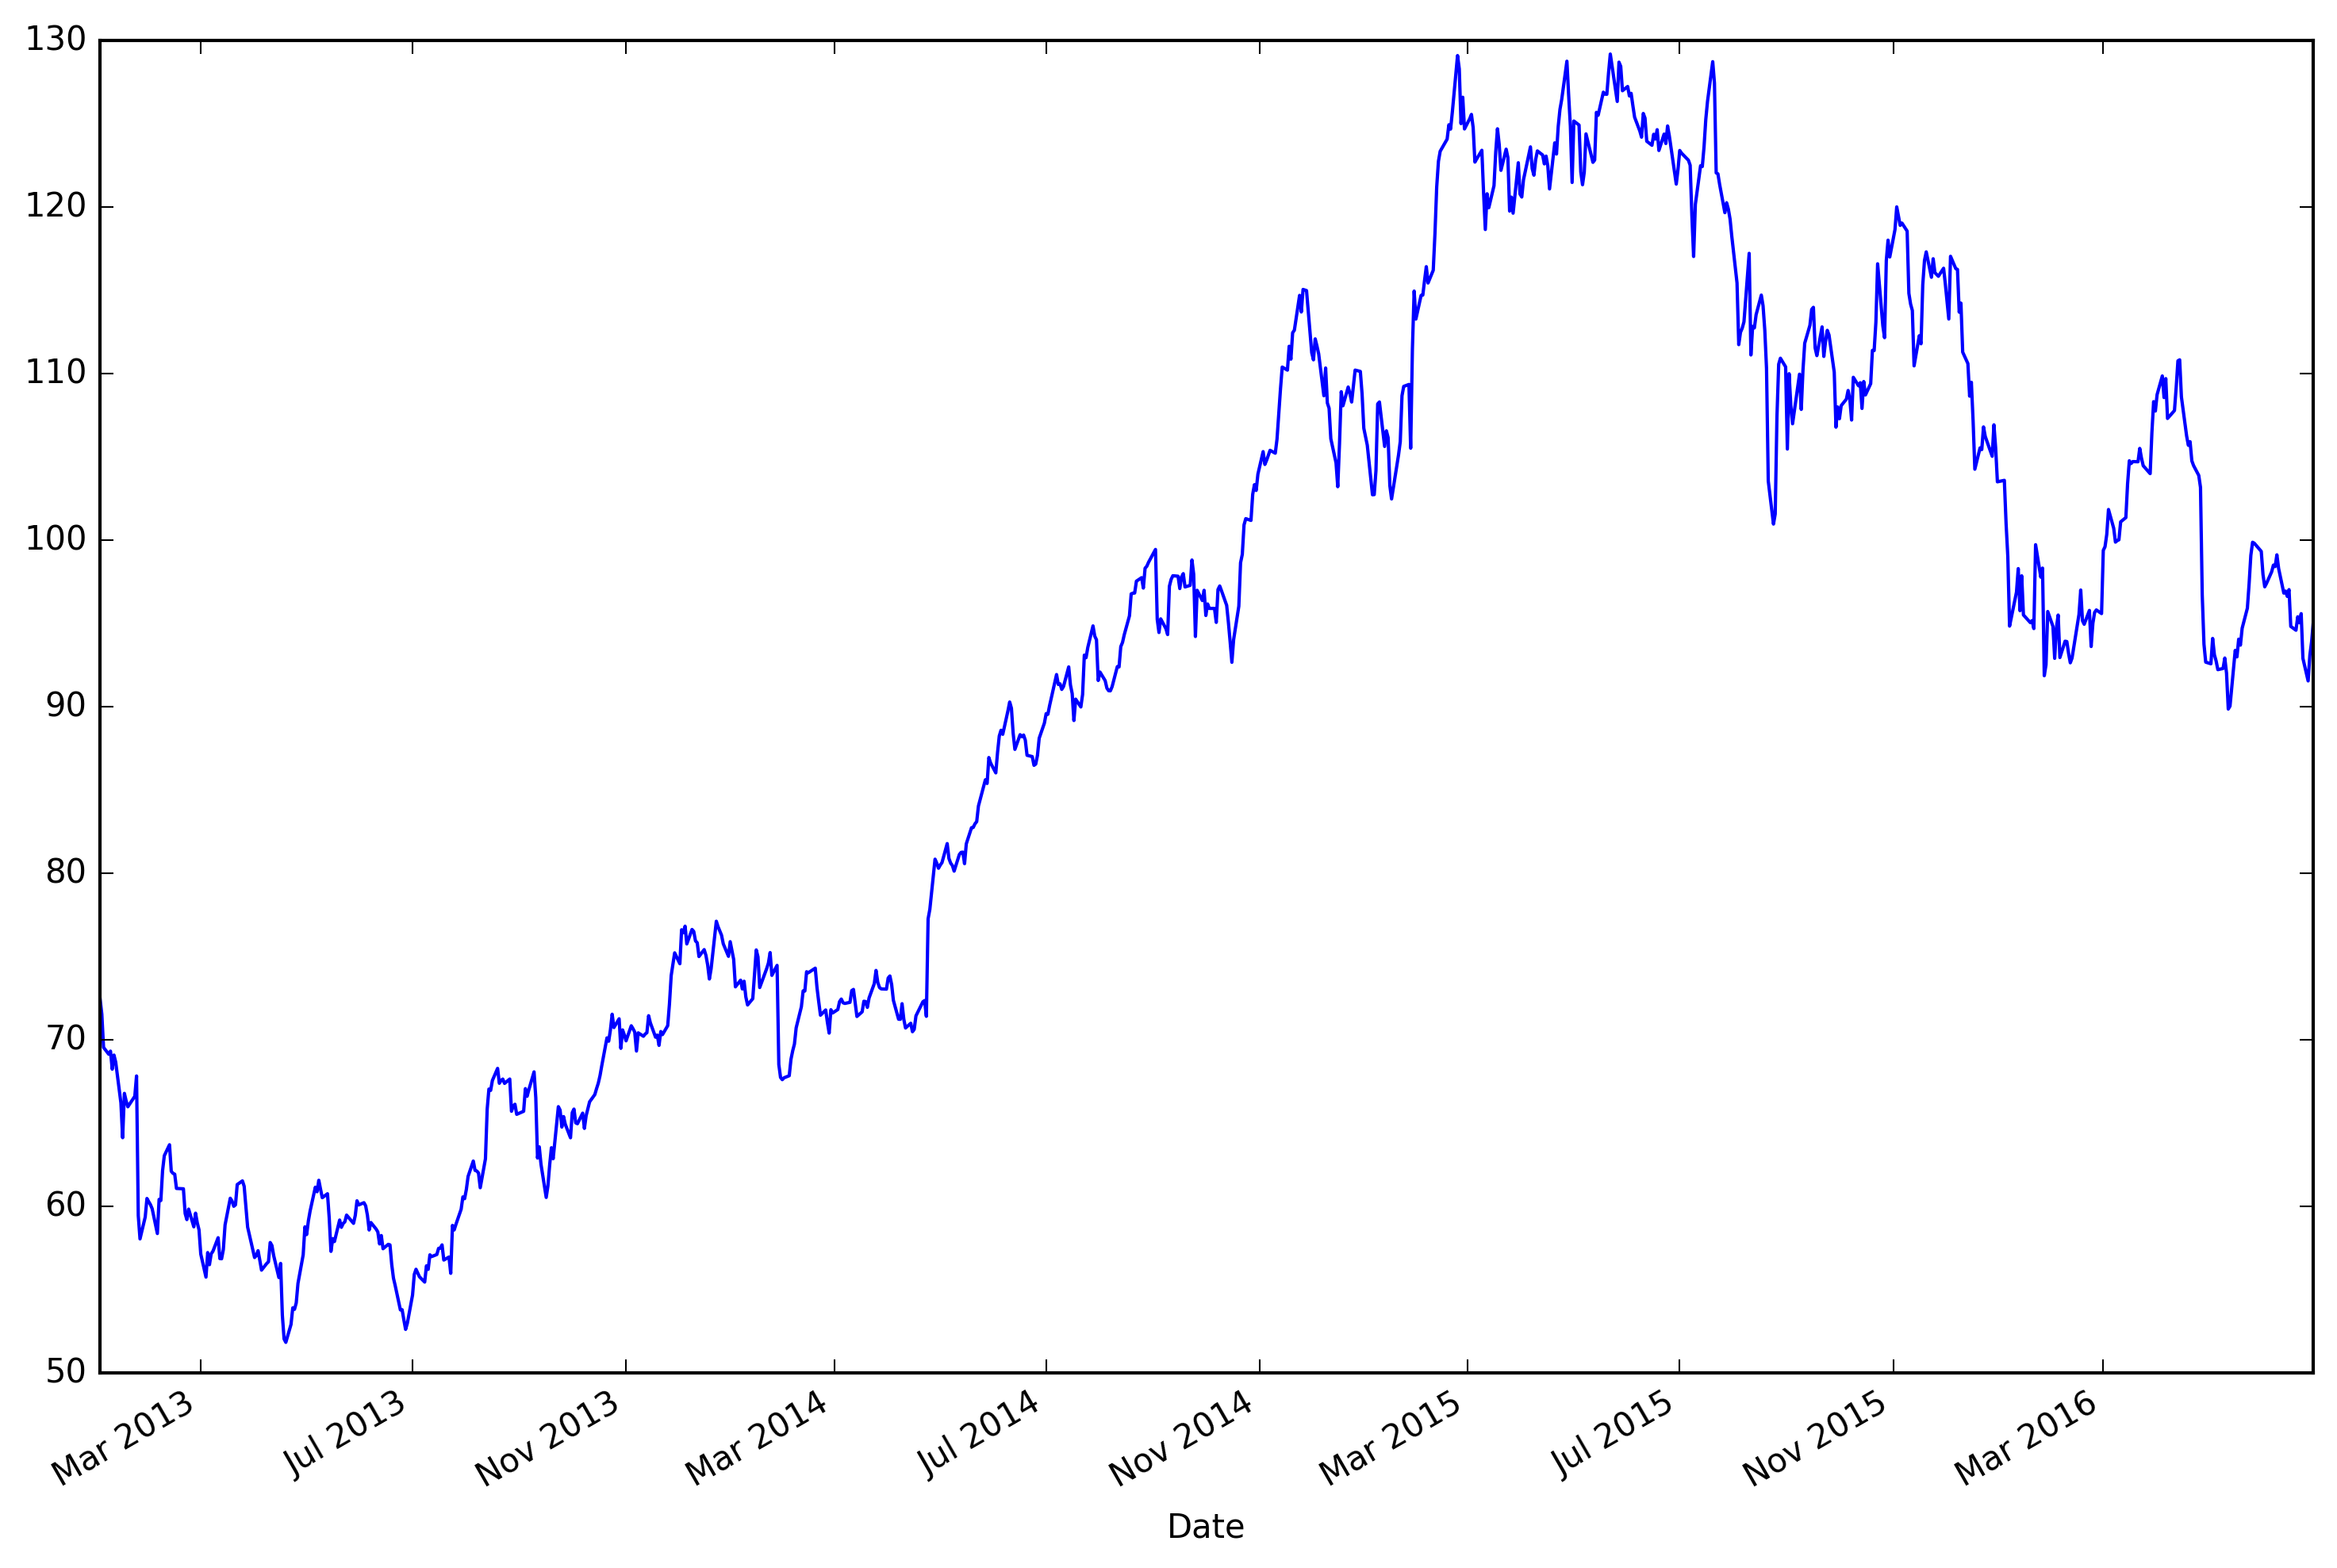 130
120
110
100
90
80
70
60
50
Mar 2013
Jul 2013
Nov 2013
Mar 2014
Jul 2014
Nov 2014
Mar 2015
Jul 2015
Nov 2015
Mar 2016
Date